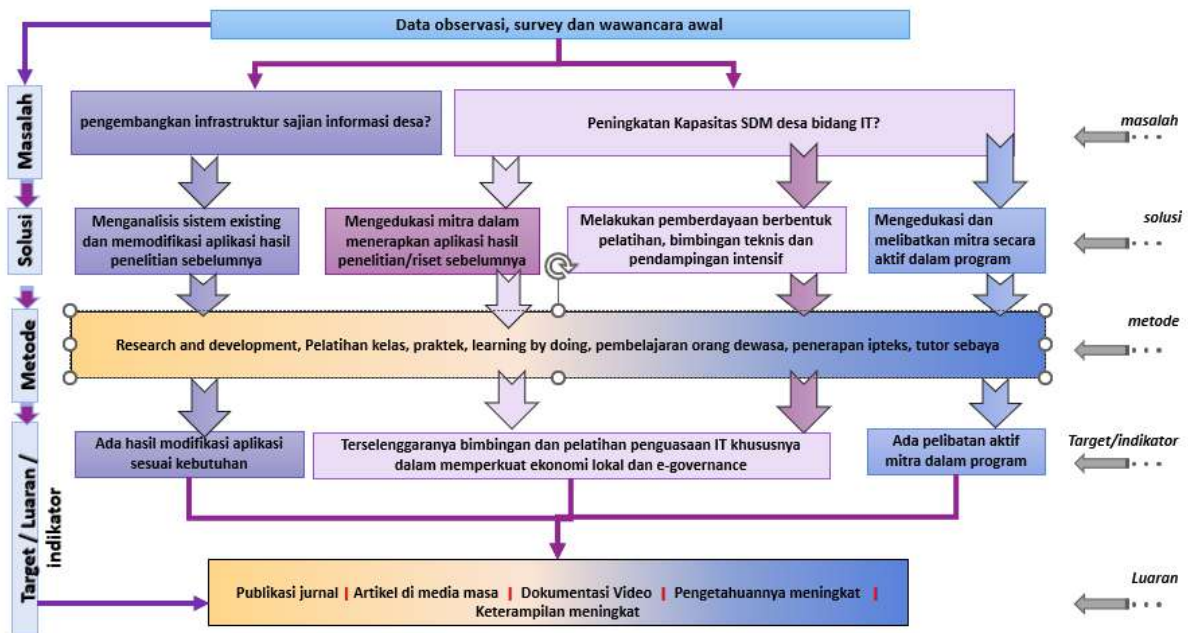 Data observasi, survey dan wawancara awal
Masalah
pengembangkan infrastruktur sajian informasi desa?
Peningkatan Kapasitas SDM desa bidang IT?
masalah
Solusi
Menganalisis sistem existing
dan memodifikasi aplikasi hasil
penelitian sebelumnya
Mengedukasi mitra dalam
menerapkan aplikasi hasil
penelitian/riset sebelumnya
Melakukan pemberdayaan berbentuk
pelatihan, bimbingan teknis dan
pendampingan intensif
Mengedukasi dan
melibatkan mitra secara
aktif dalam program
solusi
Metode
Research and development, Pelatihan kelas, praktek, learning by doing, pembelajaran orang dewasa, penerapan ipteks, tutor sebaya
metode
Target / Luaran /
indikator
Ada hasil modifikasi aplikasi
sesuai kebutuhan
Terselenggaranya bimbingan dan pelatihan penguasaan IT khususnya
dalam memperkuat ekonomi lokal dan e-governance
Ada pelibatan aktif
mitra dalam program
Target/indikator
Publikasi jurnal | Artikel di media masa | Dokumentasi Video | Pengetahuannya meningkat |
Keterampilan meningkat
Luaran